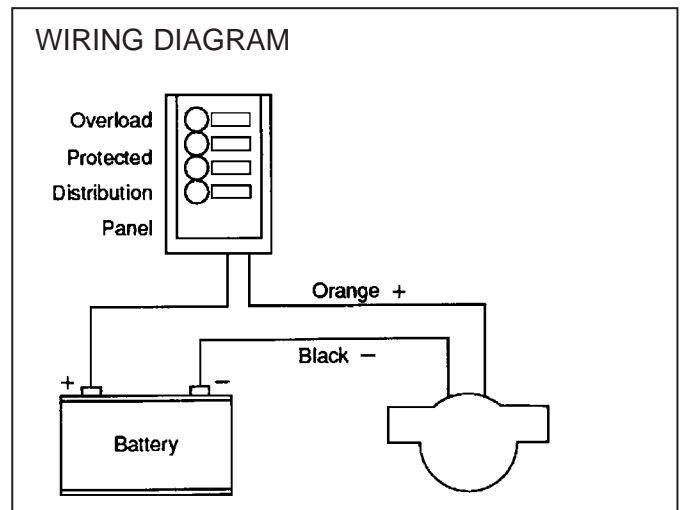 WIRING DIAGRAM
Overload
Protected
Distribution
Panel
Orange +
Black −
+ −
Battery